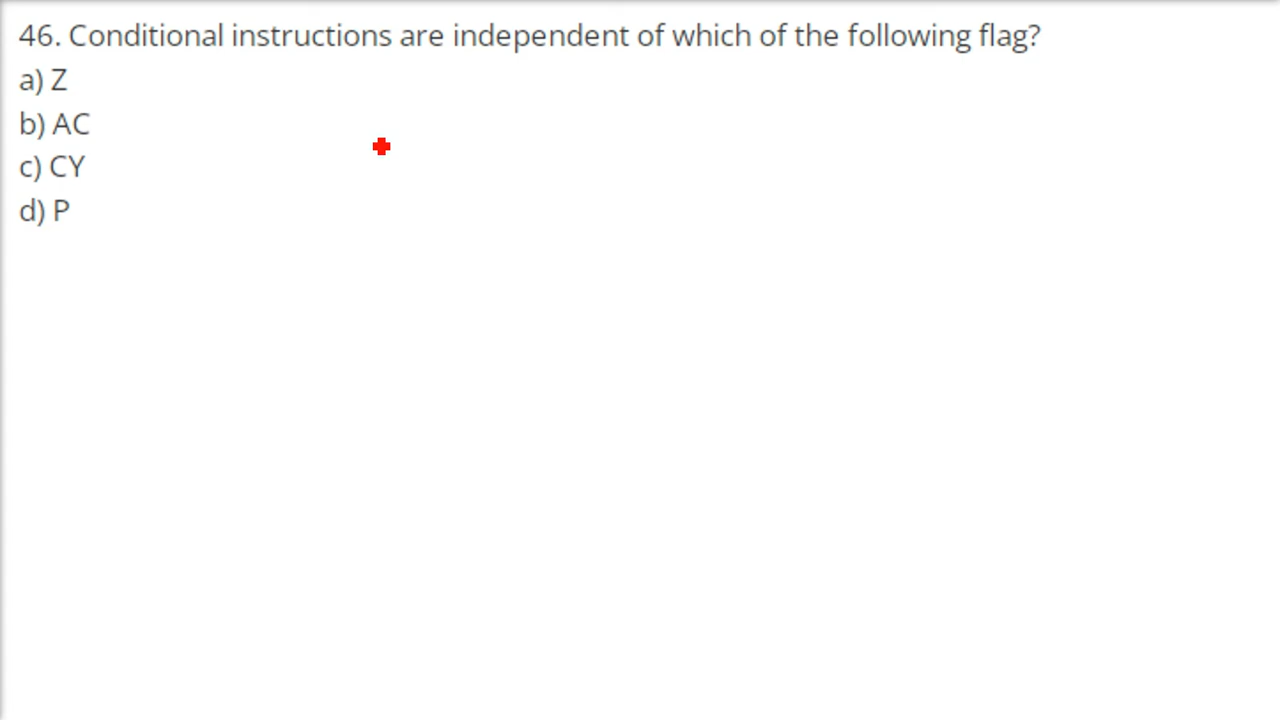 46. Conditional instructions are independent of which of the following flag?
a) Z
b) AC
c) CY
d) P